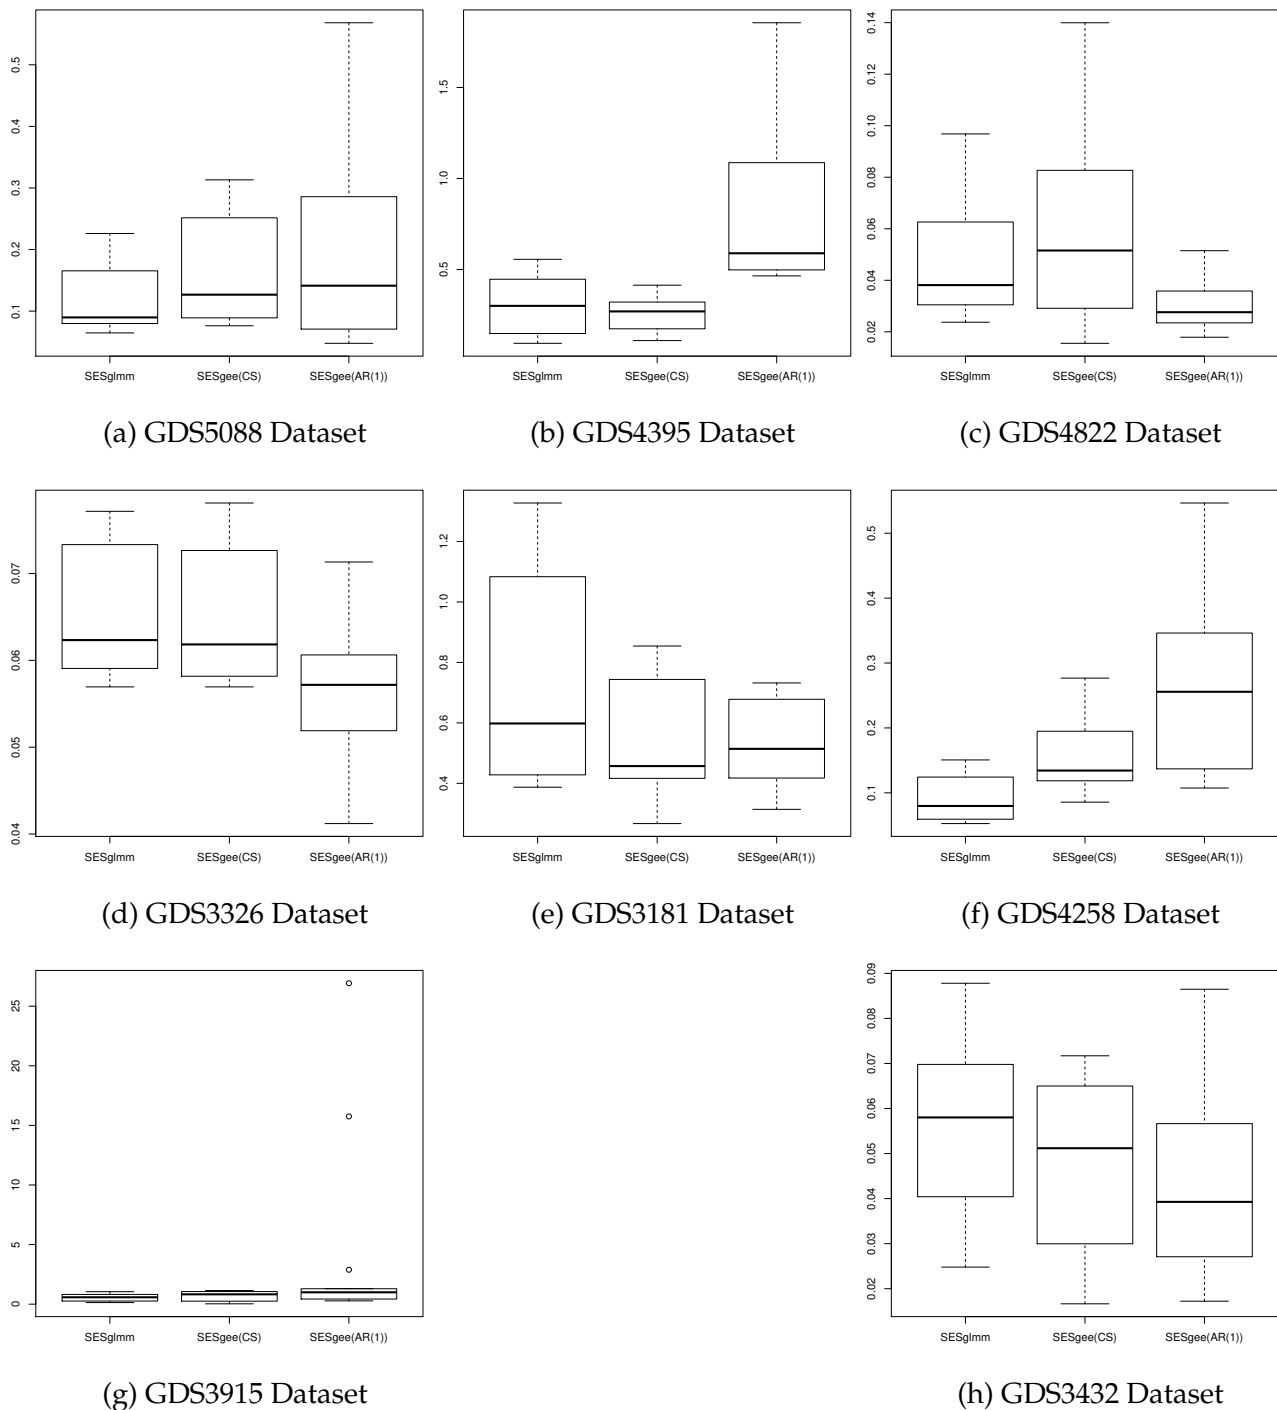 0.1 0.2 0.3 0.4 0.5
SESglmm SESgee(CS) SESgee(AR(1))
(a) GDS5088 Dataset
0.5 1.0 1.5
SESglmm SESgee(CS) SESgee(AR(1))
(b) GDS4395 Dataset
0.02 0.04 0.06 0.08 0.10 0.12 0.14
SESglmm SESgee(CS) SESgee(AR(1))
(c) GDS4822 Dataset
0.04 0.05 0.06 0.07
SESglmm SESgee(CS) SESgee(AR(1))
(d) GDS3326 Dataset
0.4 0.6 0.8 1.0 1.2
SESglmm SESgee(CS) SESgee(AR(1))
(e) GDS3181 Dataset
0.1 0.2 0.3 0.4 0.5
SESglmm SESgee(CS) SESgee(AR(1))
(f) GDS4258 Dataset
0 5 10 15 20 25
SESglmm SESgee(CS) SESgee(AR(1))
(g) GDS3915 Dataset
0.02 0.03 0.04 0.05 0.06 0.07 0.08 0.09
SESglmm SESgee(CS) SESgee(AR(1))
(h) GDS3432 Dataset